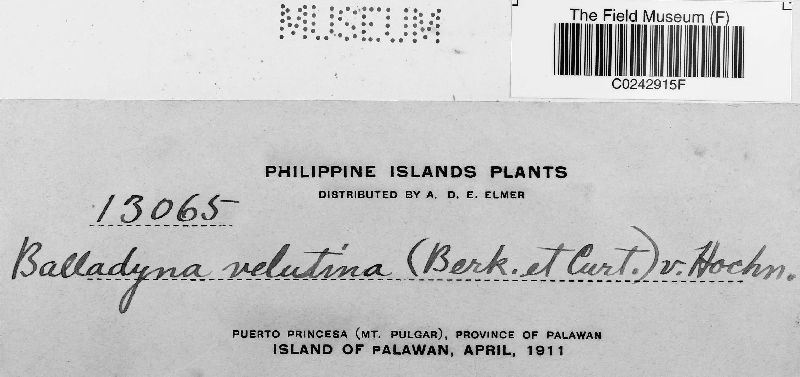 MUSEUM
The Field Museum (F)
C0242915F
PHILIPPINE ISLANDS PLANTS
DISTRIBUTED BY A. D. E. ELMER
13065
Balladyna velutina (Berk. et Curt.) v. Hochn.
PUERTO PRINCESA (MT. PULGAR), PROVINCE OF PALAWAN
ISLAND OF PALAWAN, APRIL, 1911